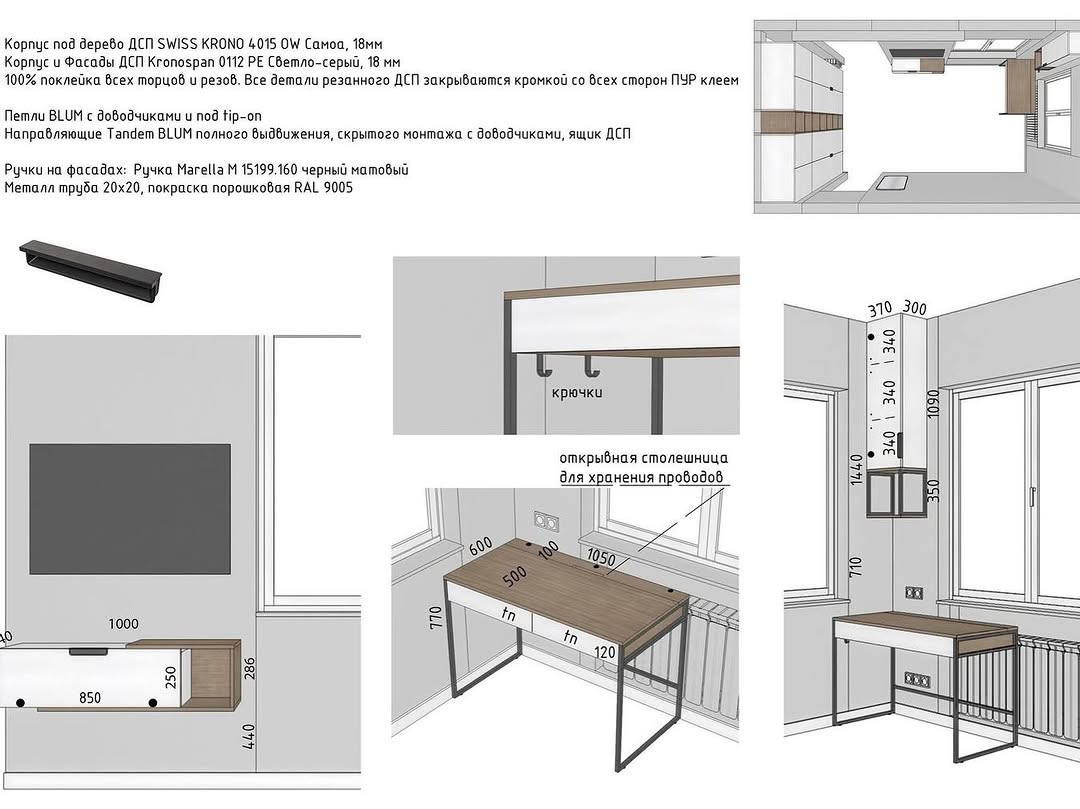 Корпус под дерево ДСП SWISS KRONO 4015 OW Самоа, 18мм
Корпус и Фасады ДСП Kronospan 0112 PE Светло-серый, 18 мм
100% поклейка всех торцов и резов. Все детали резанного ДСП закрываются кромкой со всех сторон ПУР клеем
Петли BLUM с доводчиками и под tip-on
Направляющие Tandem BLUM полного выдвижения, скрытого монтажа с доводчиками, ящик ДСП
Ручки на фасадах: Ручка Marella M 15199.160 черный матовый
Металл труба 20x20, покраска порошковая RAL 9005
крючки
открывная столешница
для хранения проводов
370 300
340
340
340
1090
1440
350
710
600
100
1050
500
770
tn
tn
120
1000
40
850
250
286
440